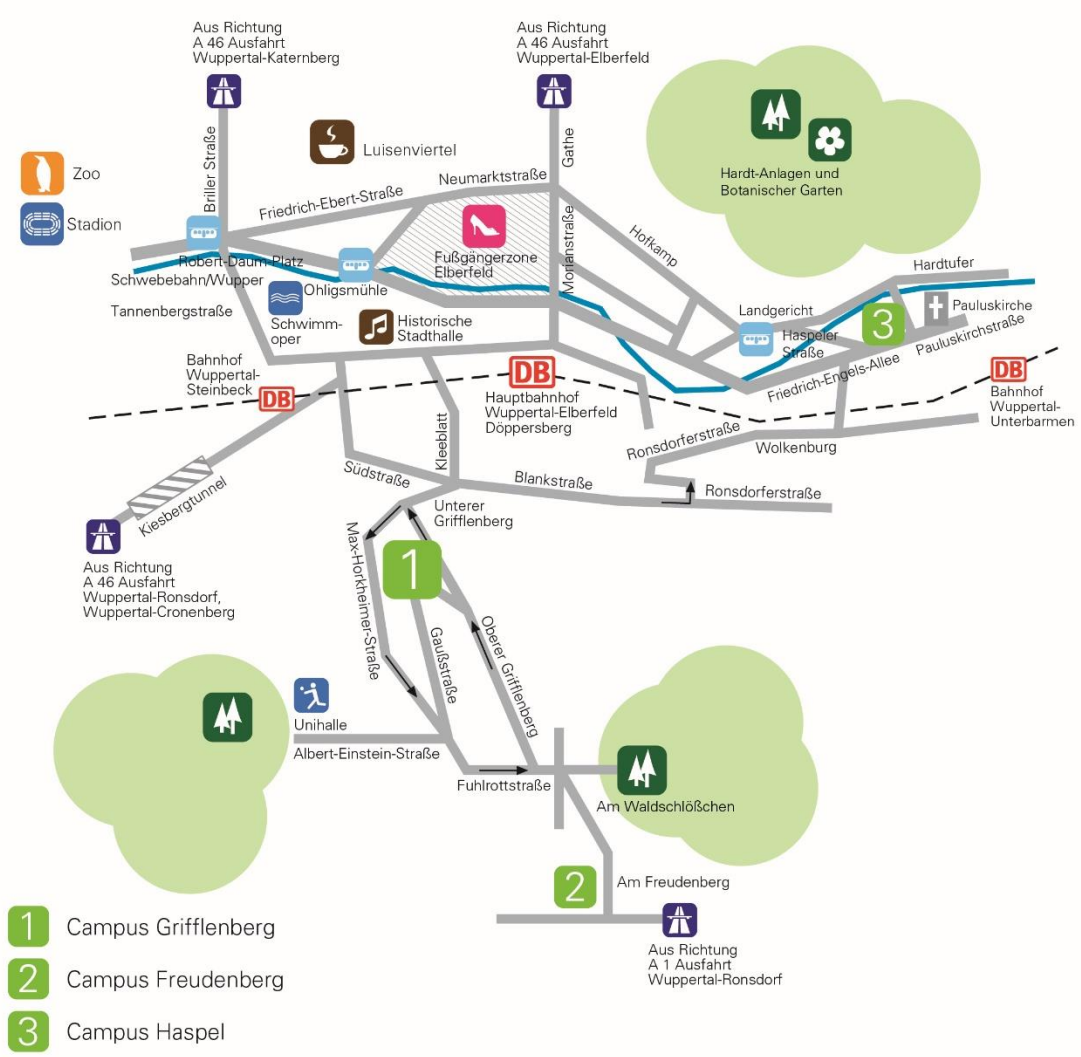 Aus Richtung
A 46 Ausfahrt
Wuppertal-Katernberg
Aus Richtung
A 46 Ausfahrt
Wuppertal-Elberfeld
Briller Straße
Luisenviertel
Gathe
Zoo
Stadion
Hardt-Anlagen und
Botanischer Garten
Friedrich-Ebert-Straße
Neumarktstraße
Morianstraße
Hofkamp
Robert-Daum-Platz
Schwebebahn/Wupper
Fußgängerzone
Elberfeld
Ohligsmühle
Hardtufer
Tannenbergstraße
Schwimm-
oper
Historische
Stadthalle
Landgericht
Haspeler
Straße
3
Pauluskirche
Pauluskirchstraße
Friedrich-Engels-Allee
Bahnhof
Wuppertal-
Steinbeck
DB
DB
Hauptbahnhof
Wuppertal-Elberfeld
Döppersberg
DB
Bahnhof
Wuppertal-
Unterbarmen
Kleeblatt
Ronsdorferstraße
Wolkenburg
Südstraße
Blankstraße
Ronsdorferstraße
Kiesbergtunnel
Unterer
Grifflenberg
Aus Richtung
A 46 Ausfahrt
Wuppertal-Ronsdorf,
Wuppertal-Cronenberg
1
Max-Horkheimer-Straße
Gaußstraße
Oberer Grifflenberg
Unihalle
Albert-Einstein-Straße
Fuhlrottstraße
Am Waldschlößchen
2
Am Freudenberg
Aus Richtung
A 1 Ausfahrt
Wuppertal-Ronsdorf
1 Campus Grifflenberg
2 Campus Freudenberg
3 Campus Haspel